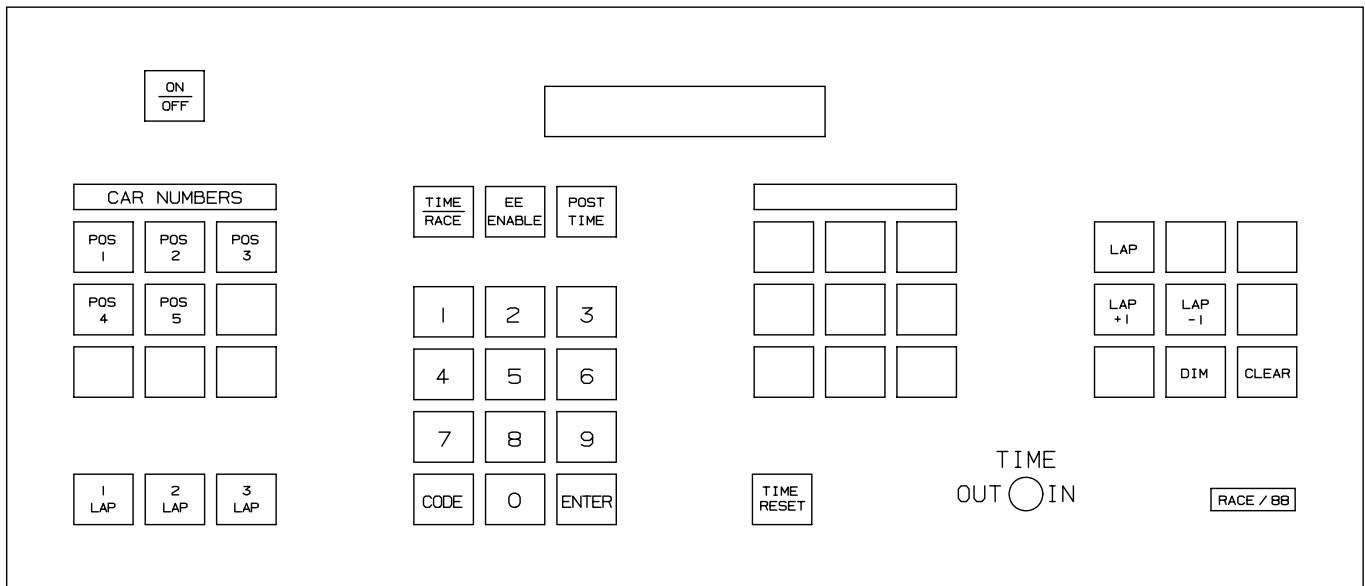 ON
OFF
CAR NUMBERS
POS
1
POS
2
POS
3
POS
4
POS
5
1
LAP
2
LAP
3
LAP
TIME
RACE
EE
ENABLE
POST
TIME
1
2
3
4
5
6
7
8
9
CODE
0
ENTER
TIME
RESET
LAP
LAP
+1
LAP
-1
DIM
CLEAR
TIME
OUT IN
RACE / 88